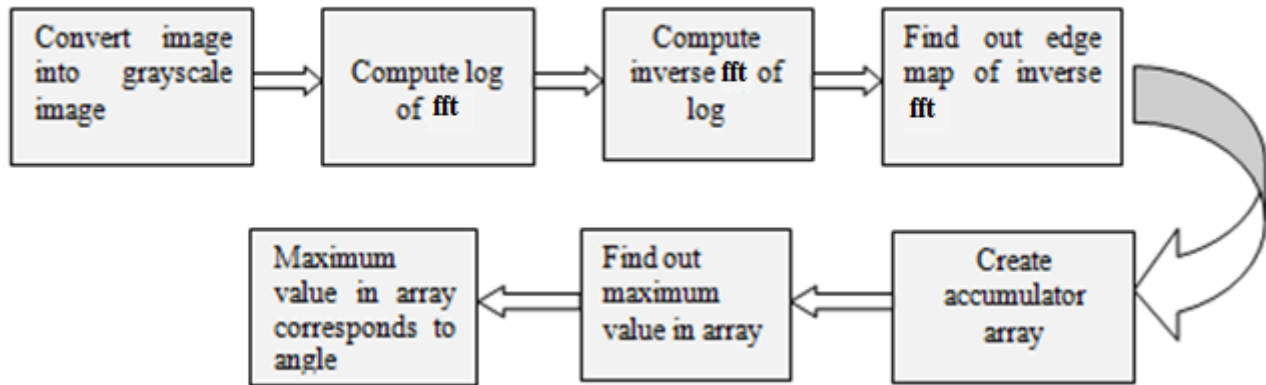 Convert image
into grayscale
image
Compute log
of fft
Compute
inverse fft of
log
Find out edge
map of inverse
fft
Create
accumulator
array
Find out
maximum
value in array
Maximum
value in array
corresponds to
angle